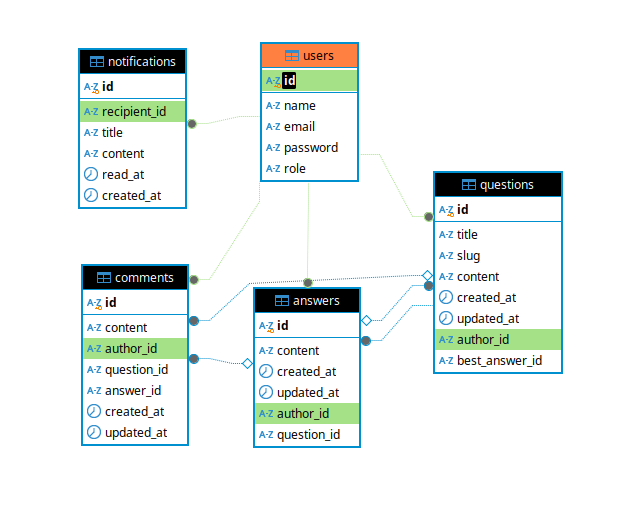 notifications
id
recipient_id
title
content
read_at
created_at
users
id
name
email
password
role
questions
id
title
slug
content
created_at
updated_at
author_id
best_answer_id
comments
id
content
author_id
question_id
answer_id
created_at
updated_at
answers
id
content
created_at
updated_at
author_id
question_id